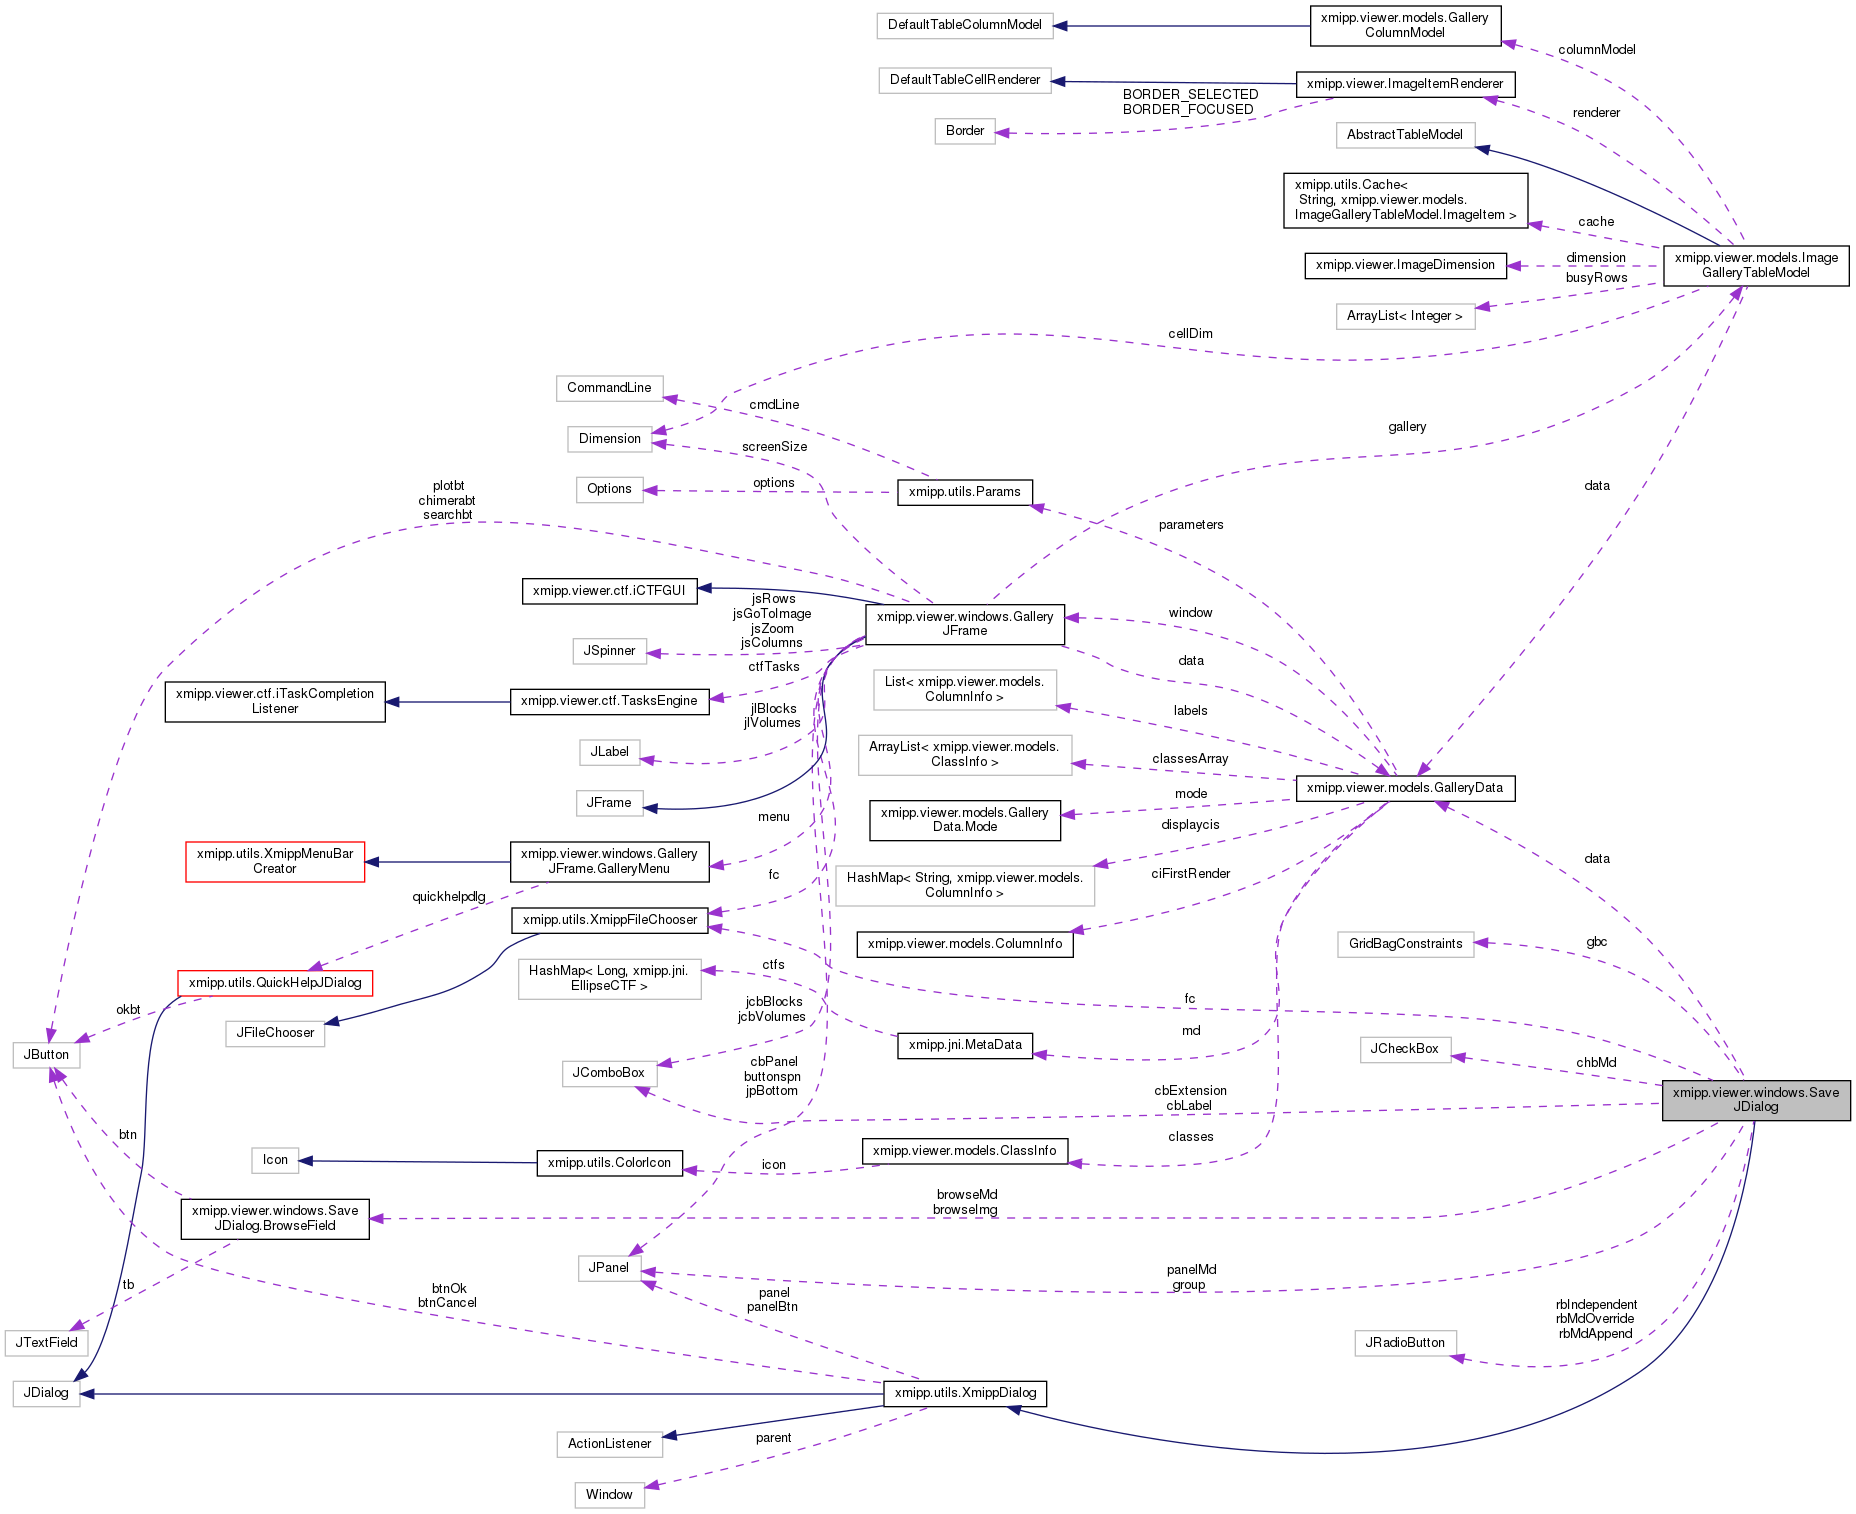 DefaultTableColumnModel
xmipp.viewer.models.Gallery
ColumnModel
columnModel
DefaultTableCellRenderer
xmipp.viewer.ImageItemRenderer
BORDER_SELECTED
BORDER_FOCUSED
renderer
Border
AbstractTableModel
xmipp.utils.Cache<
String, xmipp.viewer.models.
ImageGalleryTableModel.ImageItem >
cache
xmipp.viewer.ImageDimension
dimension
xmipp.viewer.models.Image
GalleryTableModel
busyRows
ArrayList< Integer >
cellDim
CommandLine
cmdLine
Dimension
screenSize
gallery
Options
options
xmipp.utils.Params
data
plotbt
chimerabt
searchbt
parameters
xmipp.viewer.ctf.iCTFGUI
jsRows
jsGoToImage
jsZoom
jsColumns
xmipp.viewer.windows.Gallery
JFrame
window
JSpinner
ctfTasks
data
xmipp.viewer.ctf.iTaskCompletion
Listener
xmipp.viewer.ctf.TasksEngine
List< xmipp.viewer.models.
ColumnInfo >
labels
jlBlocks
jlVolumes
JLabel
ArrayList< xmipp.viewer.models.
ClassInfo >
classesArray
JFrame
xmipp.viewer.models.Gallery
Data.Mode
mode
xmipp.viewer.models.GalleryData
menu
displaycis
xmipp.utils.XmippMenuBar
Creator
xmipp.viewer.windows.Gallery
JFrame.GalleryMenu
fc
HashMap< String, xmipp.viewer.models.
ColumnInfo >
ciFirstRender
data
quickhelpdlg
xmipp.utils.XmippFileChooser
xmipp.viewer.models.ColumnInfo
GridBagConstraints
gbc
xmipp.utils.QuickHelpJDialog
HashMap< Long, xmipp.jni.
EllipseCTF >
ctfs
fc
okbt
JFileChooser
jcbBlocks
jcbVolumes
xmipp.jni.MetaData
md
JButton
JComboBox
cbPanel
buttonspn
jpBottom
JCheckBox
chbMd
cbExtension
cbLabel
xmipp.viewer.windows.Save
JDialog
btn
Icon
xmipp.utils.ColorIcon
icon
xmipp.viewer.models.ClassInfo
classes
xmipp.viewer.windows.Save
JDialog.BrowseField
browseMd
browseImg
tb
btnOk
btnCancel
JPanel
panel
panelBtn
panelMd
group
rbIndependent
rbMdOverride
rbMdAppend
JTextField
JRadioButton
JDialog
xmipp.utils.XmippDialog
ActionListener
parent
Window